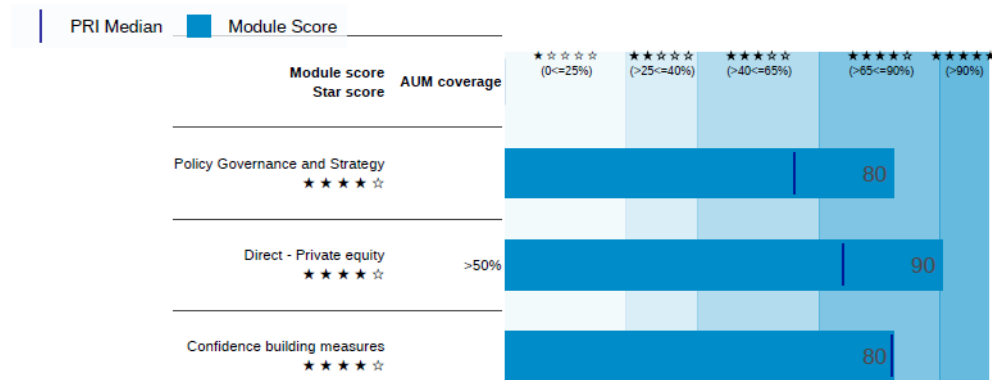 PRI Median Module Score
Module score
Star score
AUM coverage
★☆☆☆☆ ★★☆☆☆ ★★★☆☆ ★★★★☆ ★★★★★
(0<=25%) (>25<=40%) (>40<=65%) (>65<=90%) (>90%)
Policy Governance and Strategy
★★★★☆
80
Direct - Private equity
★★★★☆
>50%
90
Confidence building measures
★★★★☆
80